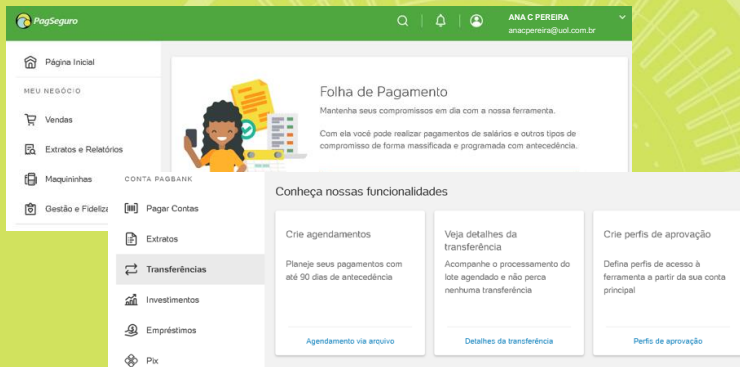 PagSeguro
ANA C PEREIRA
anacpereira@uol.com.br
Página Inicial
MEU NEGÓCIO
Vendas
Extratos e Relatórios
Maquininhas
Gestão e Fideliza
Folha de Pagamento
Mantenha seus compromissos em dia com a nossa ferramenta.
Com ela você pode realizar pagamentos de salários e outros tipos de
compromisso de forma massificada e programada com antecedência.
CONTA PAGBANK
Pagar Contas
Extratos
Transferências
Investimentos
Empréstimos
Pix
Conheça nossas funcionalidades
Crie agendamentos
Planeje seus pagamentos com
até 90 dias de antecedência
Agendamento via arquivo
Veja detalhes da
transferência
Acompanhe o processamento do
lote agendado e não perca
nenhuma transferência
Detalhes da transferência
Crie perfis de aprovação
Defina perfis de acesso à
ferramenta a partir da sua conta
principal
Perfis de aprovação